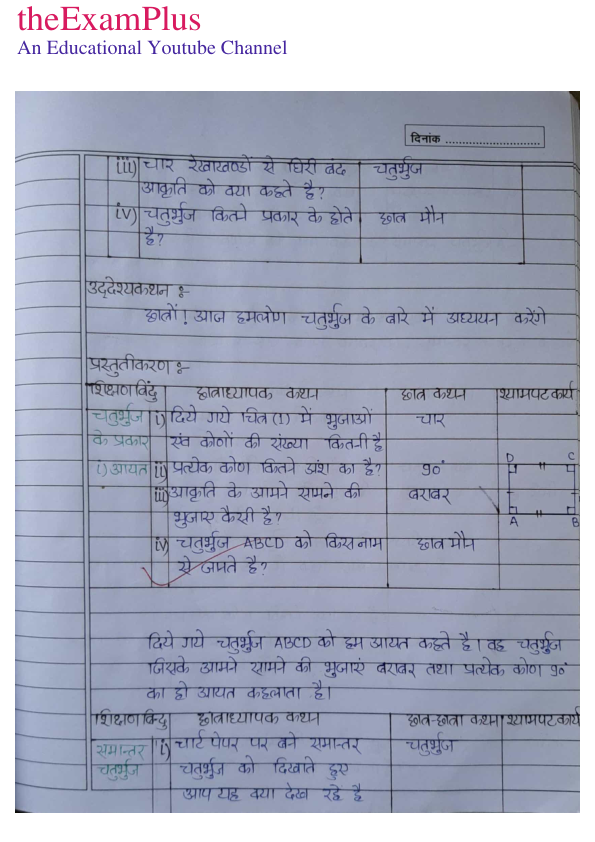 theExamPlus
An Educational Youtube Channel
दिनांक ............................
iii) चार रेखाखण्डों से घिरी बंद चतुर्भुज
आकृति को क्या कहते है?
iv) चतुर्भुज कितने प्रकार के होते छात्र मौन
है?
उद्देश्यकथन :-
छात्रों! आज हमलोग चतुर्भुज के बारे में अध्ययन करेंगे
प्रस्तुतीकरण :-
शिक्षण बिंदु छात्राध्यापक कथन छात्र कथन श्यामपट कार्य
चतुर्भुज i) दिये गये चित्र (1) में भुजाओं चार
के प्रकार एवं कोणों की संख्या कितनी है
i) आयत ii) प्रत्येक कोण कितने अंश का है? 90°
iii) आकृति के आमने सामने की बराबर
भुजाएं कैसी है?
D C
A B
iv) चतुर्भुज ABCD को किस नाम छात्र मौन
से जानते है?
दिये गये चतुर्भुज ABCD को हम आयत कहते है। वह चतुर्भुज
जिसके आमने सामने की भुजाएं बराबर तथा प्रत्येक कोण 90°
का हो आयत कहलाता है।
शिक्षण बिंदु छात्राध्यापक कथन छात्र-छात्रा कथन श्यामपट कार्य
समान्तर i) चार्ट पेपर पर बने समान्तर चतुर्भुज
चतुर्भुज चतुर्भुज को दिखाते हुए
आप यह क्या देख रहे है